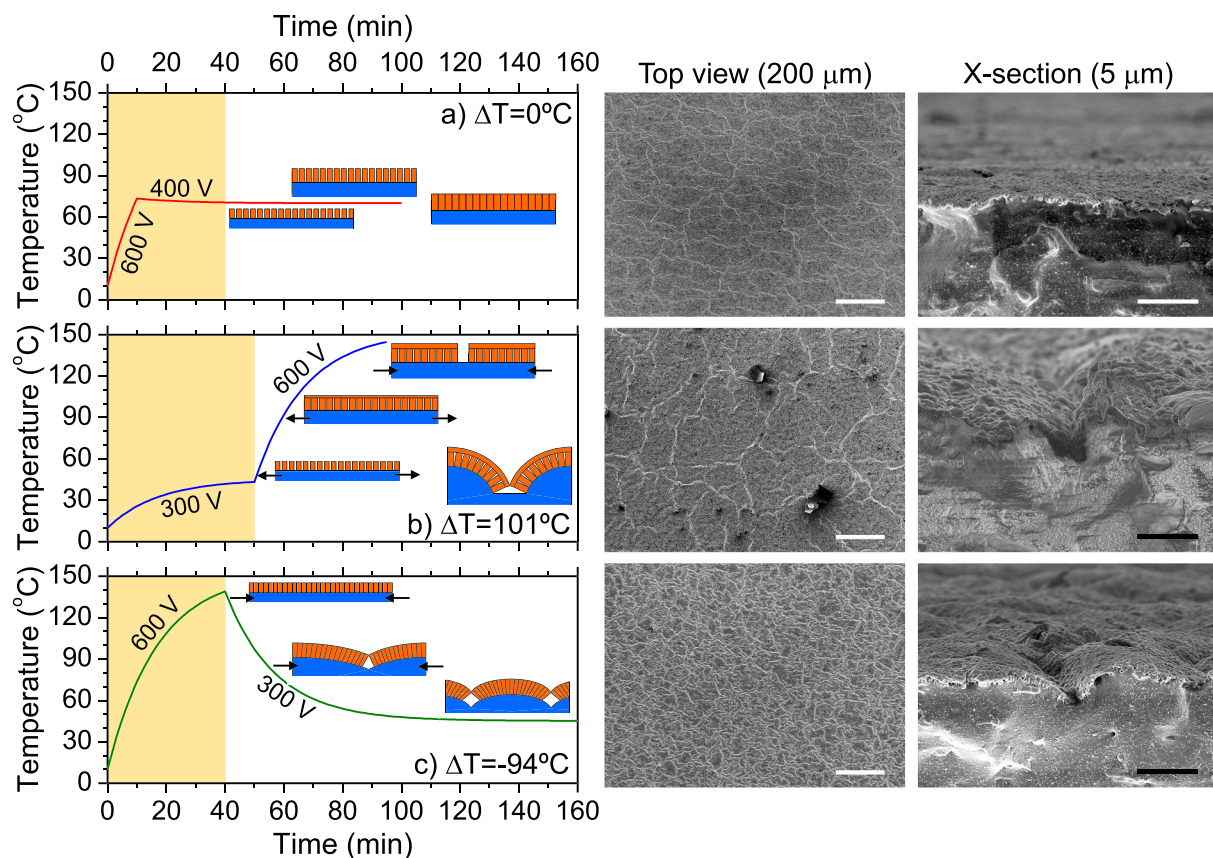 Time (min)
0 20 40 60 80 100 120 140 160
Top view (200 μm)
X-section (5 μm)
Temperature (°C)
150
120
90
60
30
0
a) ΔT=0ºC
600 V
400 V
Temperature (°C)
150
120
90
60
30
0
300 V
600 V
b) ΔT=101ºC
Temperature (°C)
150
120
90
60
30
0
600 V
300 V
c) ΔT=-94ºC
0 20 40 60 80 100 120 140 160
Time (min)